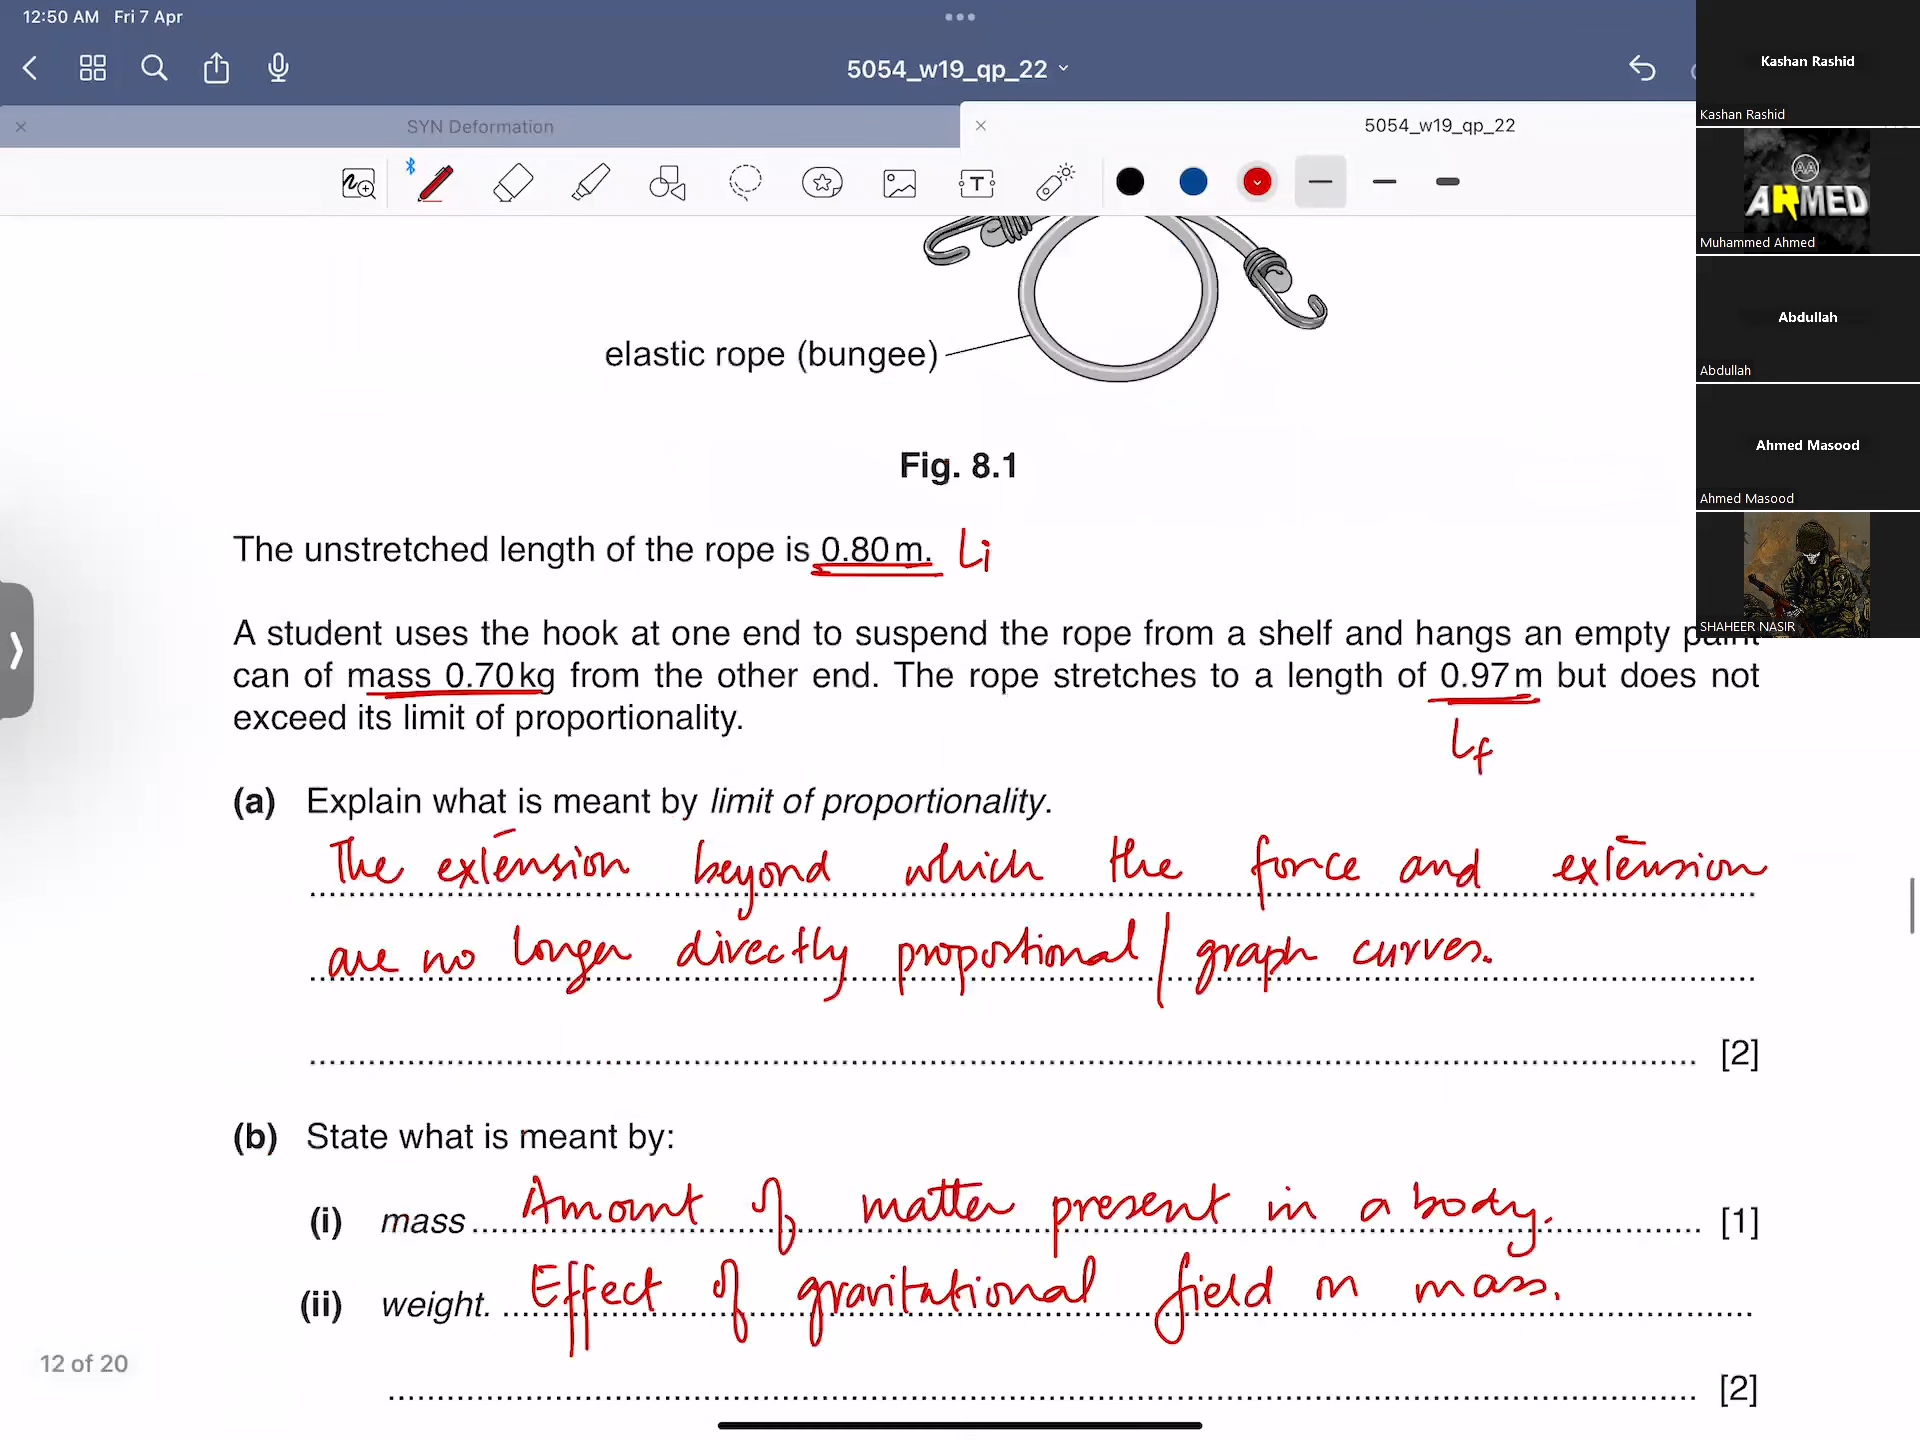 12:50 AM Fri 7 Apr
5054_w19_qp_22
SYN Deformation
5054_w19_qp_22
T
Kashan Rashid
Kashan Rashid
AA
ARMED
Muhammed Ahmed
Abdullah
Abdullah
Ahmed Masood
Ahmed Masood
SHAHEER NASIR
elastic rope (bungee)
Fig. 8.1
The unstretched length of the rope is 0.80 m. Li
A student uses the hook at one end to suspend the rope from a shelf and hangs an empty paint
can of mass 0.70 kg from the other end. The rope stretches to a length of 0.97 m but does not
exceed its limit of proportionality.
Lf
(a) Explain what is meant by limit of proportionality.
The extension beyond which the force and extension
are no longer directly proportional / graph curves.
[2]
(b) State what is meant by:
(i) mass Amount of matter present in a body. [1]
(ii) weight. Effect of gravitational field on mass.
[2]
12 of 20